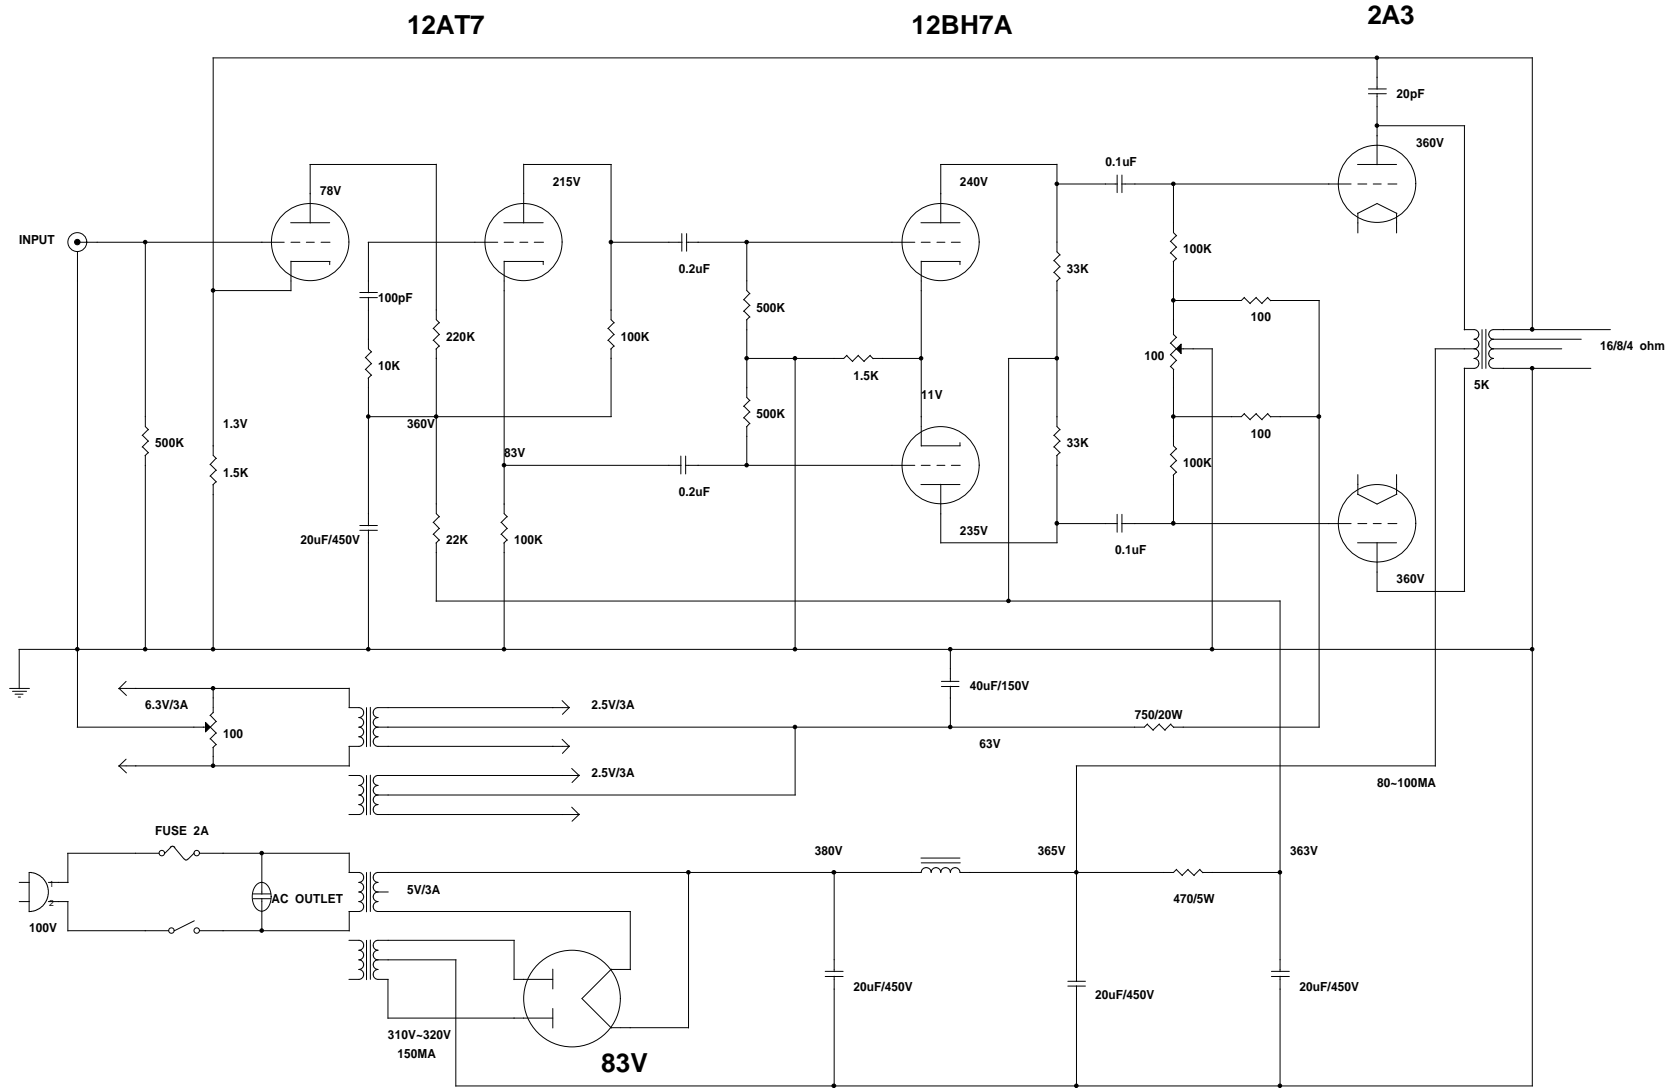 12AT7
12BH7A
2A3
20pF
360V
0.1uF
78V
215V
240V
INPUT
100K
0.2uF
33K
100pF
500K
100
220K
100K
16/8/4 ohm
100
10K
1.5K
5K
11V
500K
1.3V
360V
100
500K
33K
83V
100K
1.5K
0.2uF
235V
20uF/450V
22K
100K
0.1uF
360V
40uF/150V
6.3V/3A
2.5V/3A
750/20W
100
63V
2.5V/3A
80~100MA
FUSE 2A
380V
365V
363V
1
5V/3A
AC OUTLET
470/5W
2
100V
20uF/450V
20uF/450V
20uF/450V
310V~320V
150MA
83V